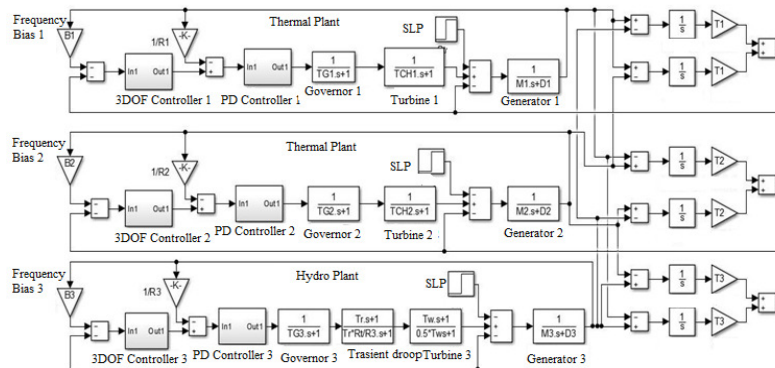 Frequency
Bias 1
B1
1/R1
-K-
Thermal Plant
SLP
In1 Out1
3DOF Controller 1
In1 Out1
PD Controller 1
1
TG1.s+1
Governor 1
1
TCH1.s+1
Turbine 1
1
M1.s+D1
Generator 1
1
s
T1
1
s
T1
Frequency
Bias 2
B2
1/R2
-K-
Thermal Plant
SLP
In1 Out1
3DOF Controller 2
In1 Out1
PD Controller 2
1
TG2.s+1
Governor 2
1
TCH2.s+1
Turbine 2
1
M2.s+D2
Generator 2
1
s
T2
1
s
T2
Frequency
Bias 3
B3
1/R3
-K-
Hydro Plant
SLP
In1 Out1
3DOF Controller 3
In1 Out1
PD Controller 3
1
TG3.s+1
Governor 3
Tr.s+1
Tr*Rt/R3.s+1
Trasient droop
Tw.s+1
0.5*Tws+1
Turbine 3
1
M3.s+D3
Generator 3
1
s
T3
1
s
T3